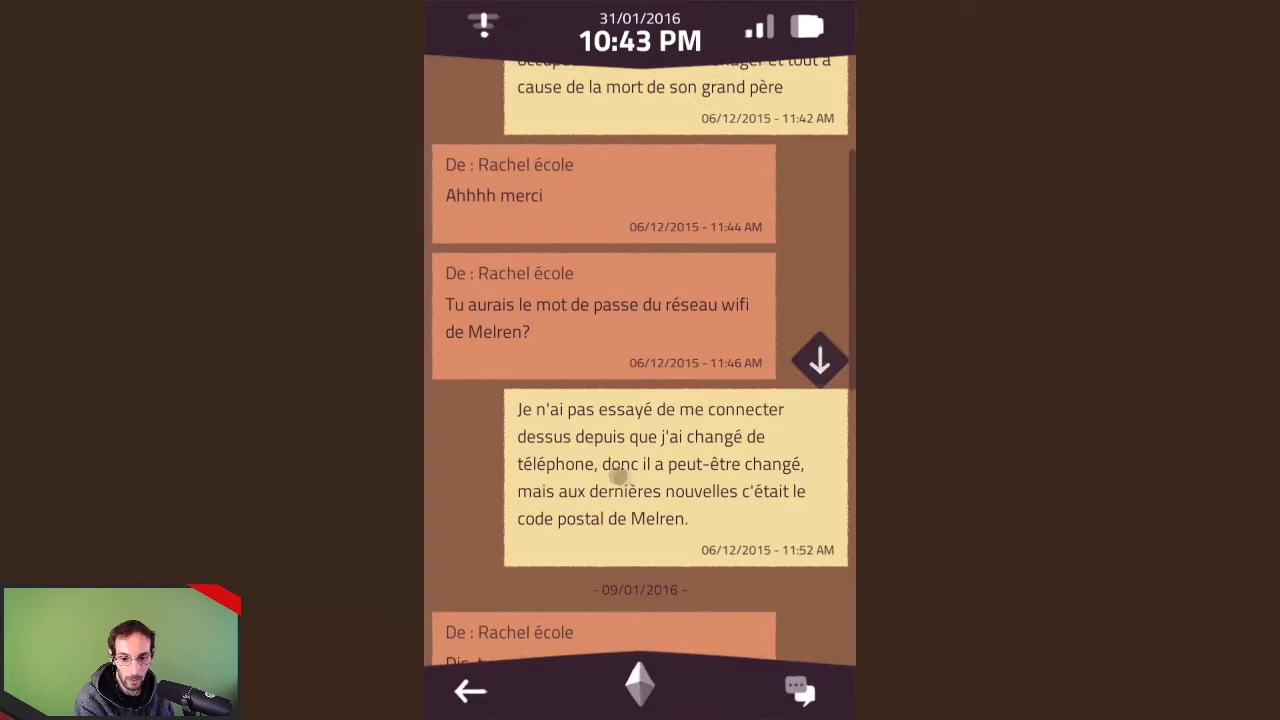 31/01/2016
10:43 PM
et tout à
cause de la mort de son grand père
06/12/2015 - 11:42 AM
De : Rachel école
Ahhhh merci
06/12/2015 - 11:44 AM
De : Rachel école
Tu aurais le mot de passe du réseau wifi
de Melren?
06/12/2015 - 11:46 AM
Je n'ai pas essayé de me connecter
dessus depuis que j'ai changé de
téléphone, donc il a peut-être changé,
mais aux dernières nouvelles c'était le
code postal de Melren.
06/12/2015 - 11:52 AM
- 09/01/2016 -
De : Rachel école